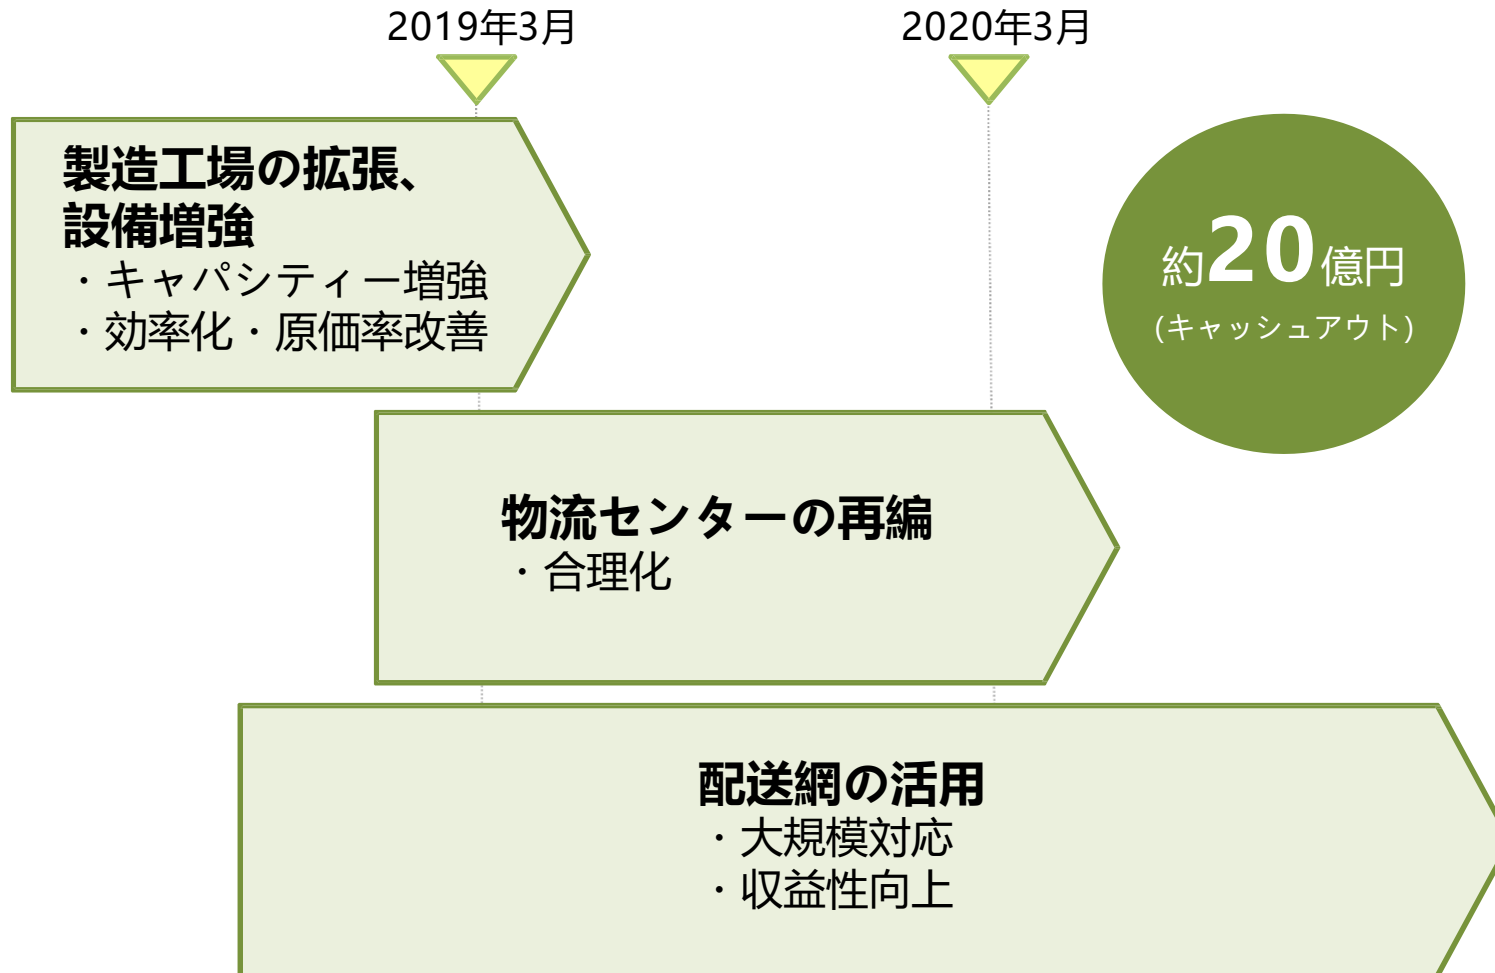 2019年3月
2020年3月
製造工場の拡張、
設備増強
・キャパシティー増強
・効率化・原価率改善
約20億円
(キャッシュアウト)
物流センターの再編
・合理化
配送網の活用
・大規模対応
・収益性向上